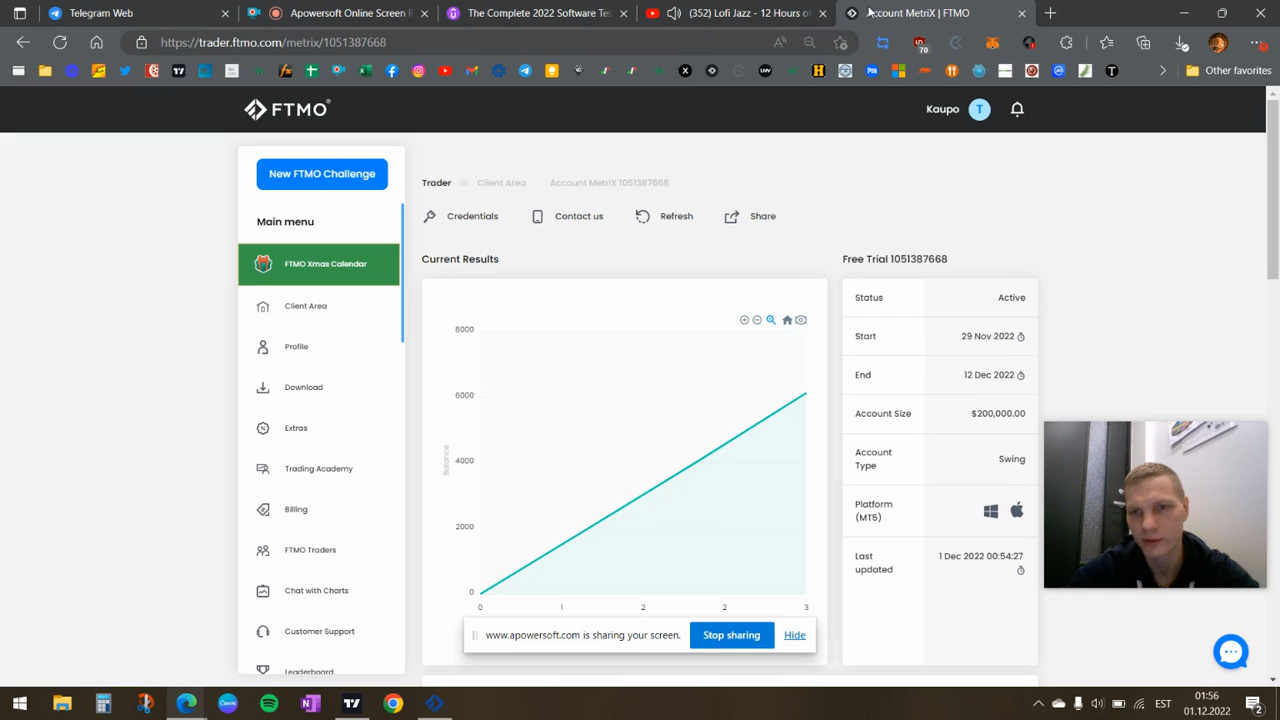 Telegram Web
Apowersoft Online Screen R
The Complete 2022 Software Tes
(352) Lofi Jazz - 12 Hours of
Account MetriX | FTMO
https://trader.ftmo.com/metrix/1051387668
70
Other favorites
FTMO
Kaupo
T
New FTMO Challenge
Main menu
FTMO Xmas Calendar
Client Area
Profile
Download
Extras
Trading Academy
Billing
FTMO Traders
Chat with Charts
Customer Support
Leaderboard
Trader
Client Area
Account MetriX 1051387668
Credentials
Contact us
Refresh
Share
Current Results
8000
6000
4000
2000
0
Balance
0
1
2
2
3
Free Trial 1051387668
Status
Active
Start
29 Nov 2022
End
12 Dec 2022
Account Size
$200,000.00
Account
Type
Swing
Platform
(MT5)
Last
updated
1 Dec 2022 00:54:27
www.apowersoft.com is sharing your screen.
Stop sharing
Hide
EST
01:56
01.12.2022
2